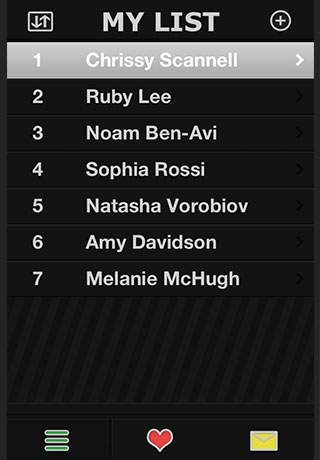 MY LIST
1 Chrissy Scannell
2 Ruby Lee
3 Noam Ben-Avi
4 Sophia Rossi
5 Natasha Vorobiov
6 Amy Davidson
7 Melanie McHugh